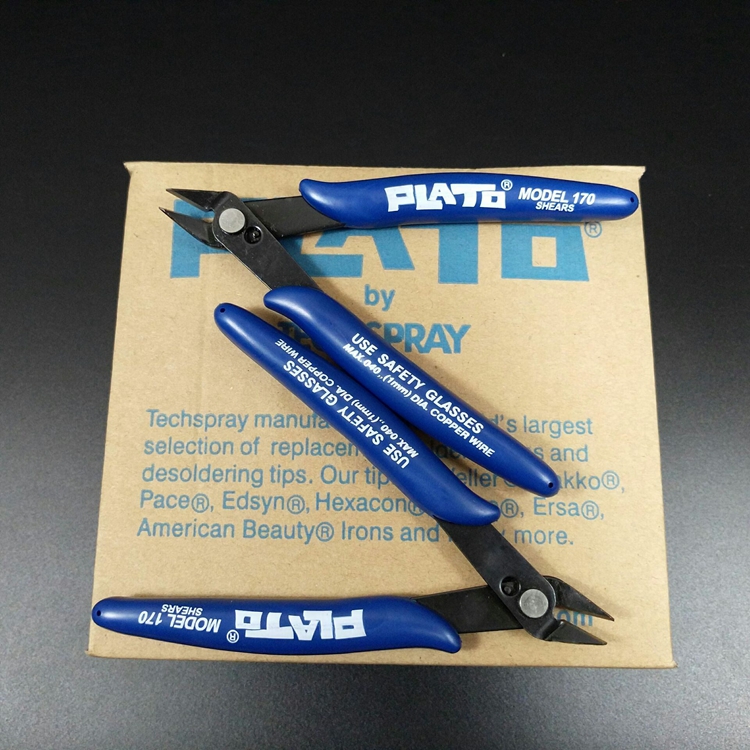 PLATO® MODEL 170
SHEARS
PLATO®
by
SPRAY
USE SAFETY GLASSES
MAX.040,,(1mm) DIA. COPPER WIRE
USE SAFETY GLASSES
MAX.040,,(1mm) DIA. COPPER WIRE
Techspray manufa d's largest
selection of replacen s and
desoldering tips. Our tip akko®,
Pace®, Edsyn®, Hexacon® , Ersa®,
American Beauty® Irons and more.
PLATO® MODEL 170
SHEARS
om